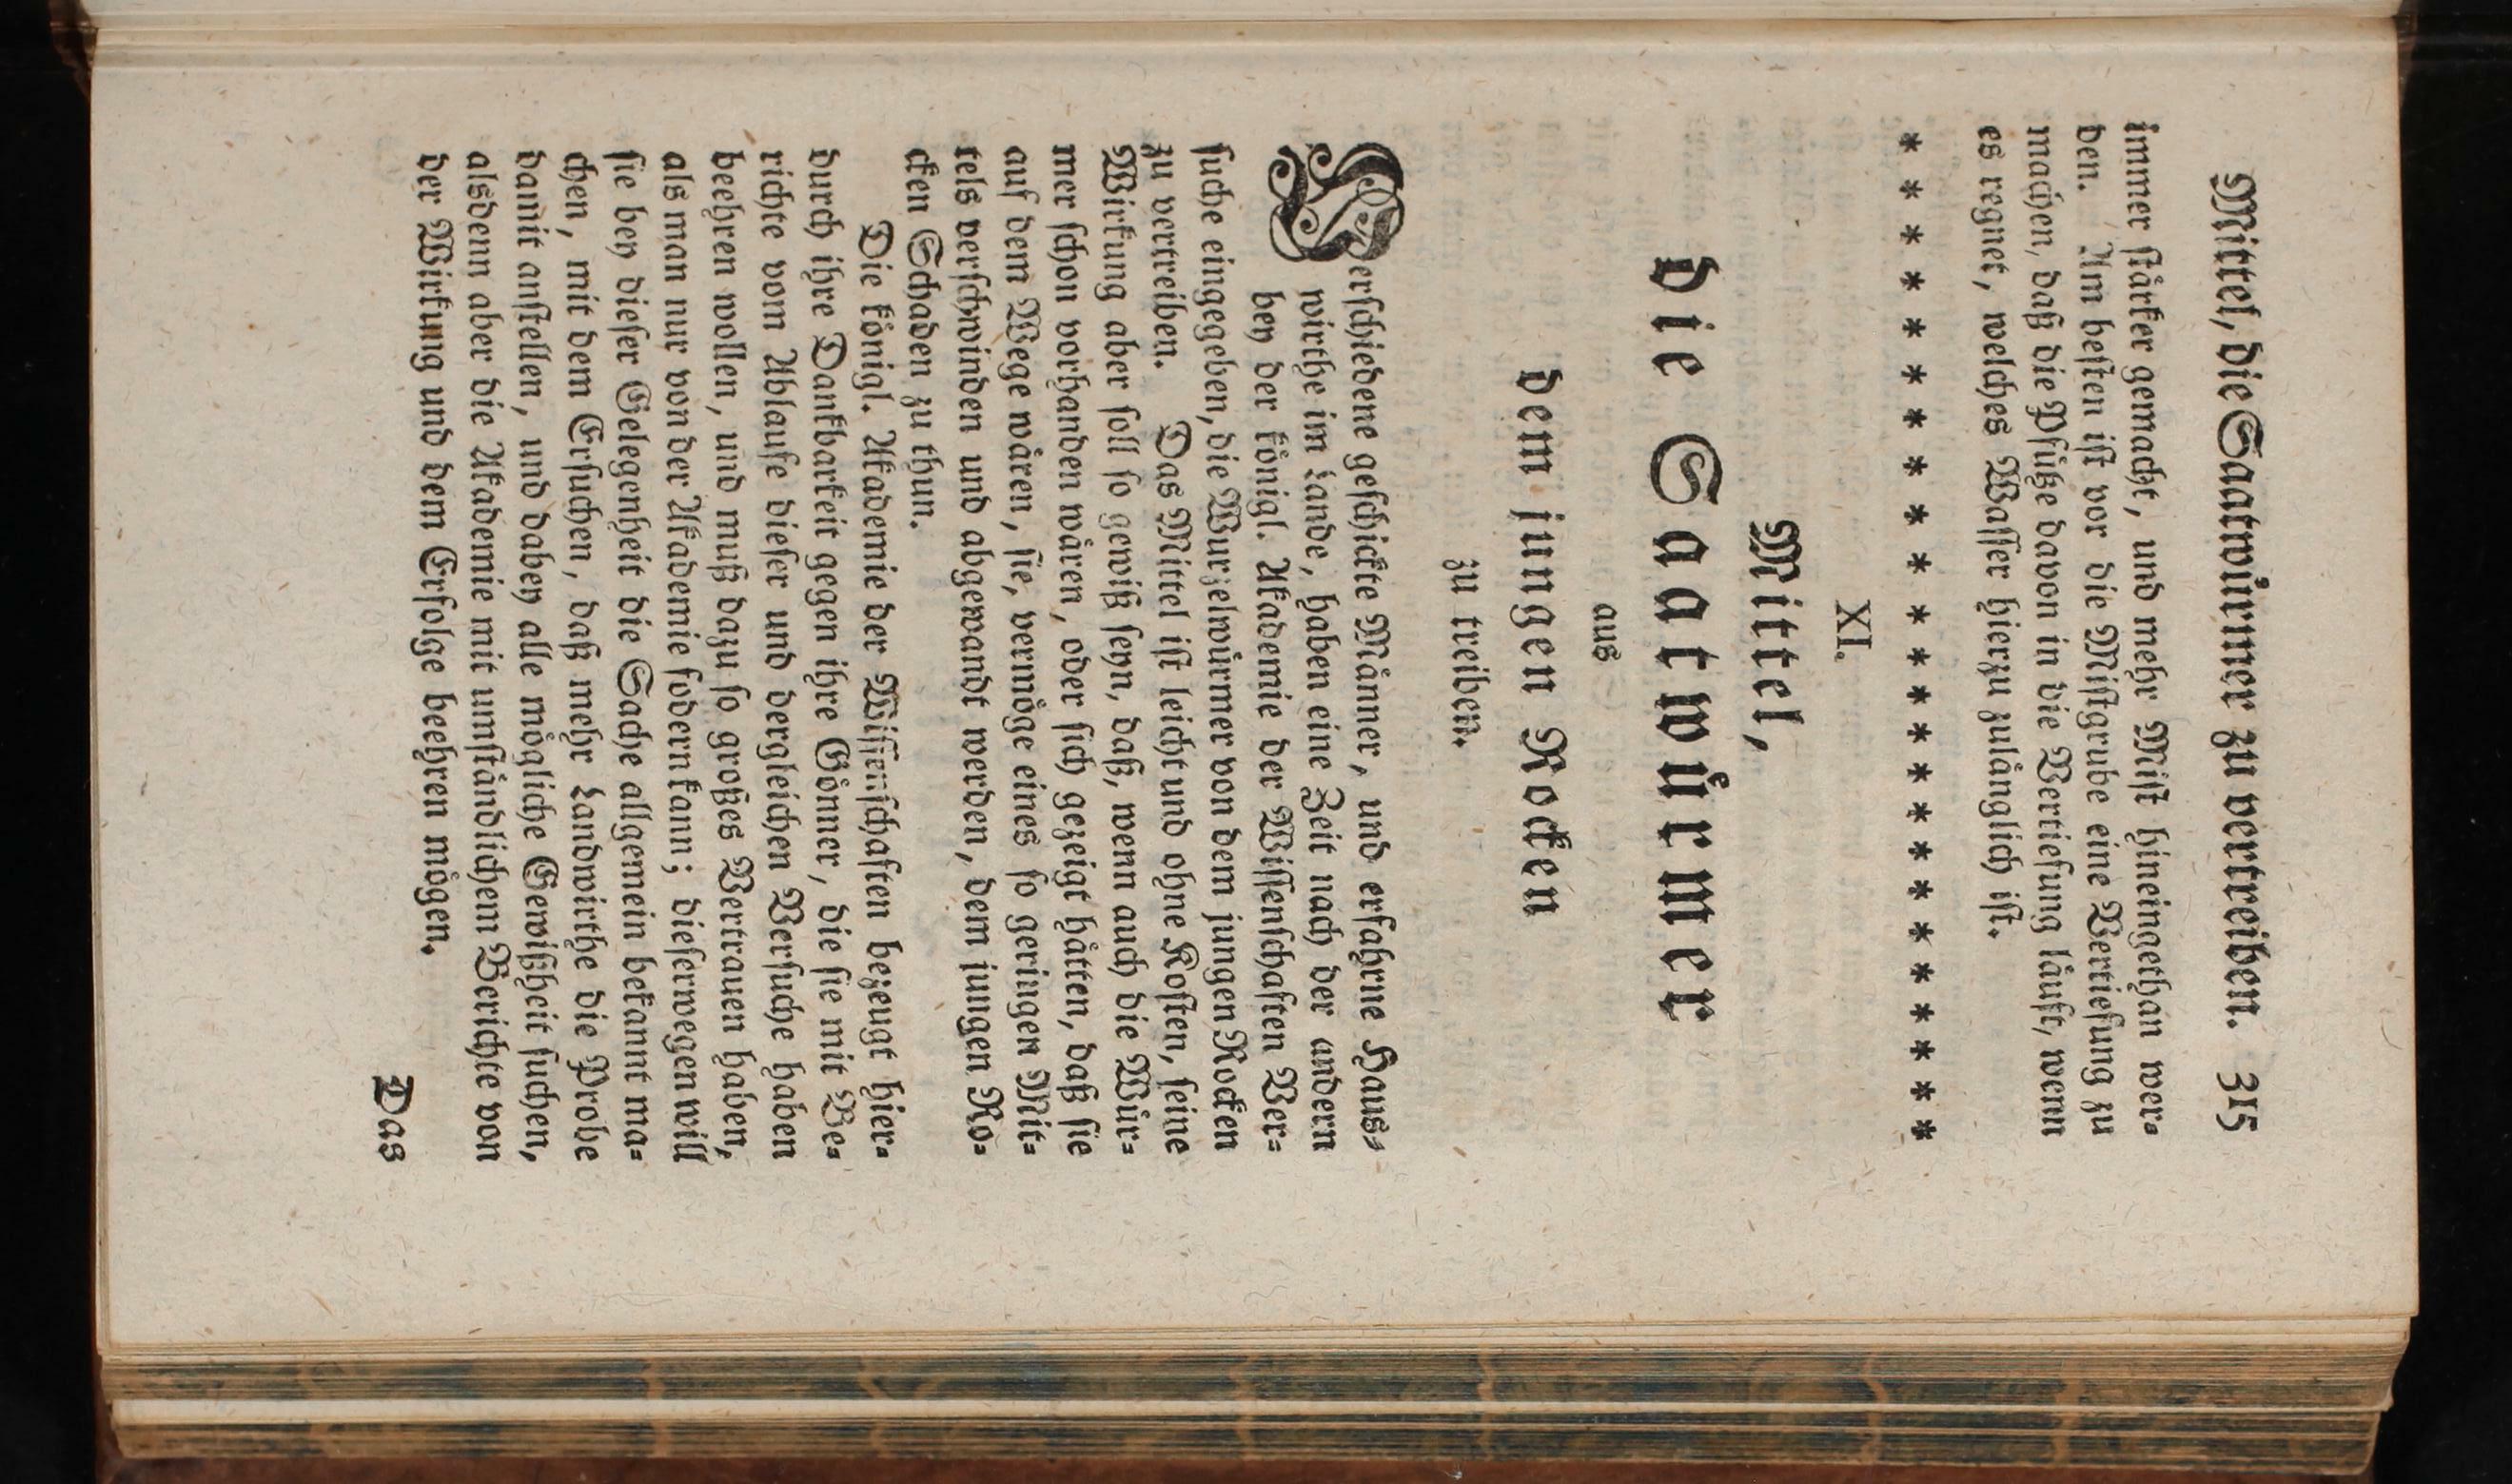 Mittel, die Saatwürmer zu vertreiben. 315
immer stärker gemacht, und mehr Mist hineingethan wer-
den. Am besten ist vor die Mistgrube eine Vertiefung zu
machen, daß die Pfütze davon in die Vertiefung läuft, wenn
es regnet, welches Wasser hierzu zulänglich ist.
* * * * * * * * * * * * * * * * * * * * * * * *
XI.
Mittel,
die Saatwürmer
aus
dem jungen Rocken
zu treiben.
Verschiedene geschickte Männer, und erfahrne Haus-
wirthe im Lande, haben eine Zeit nach der andern
bey der königl. Akademie der Wissenschaften Ver-
suche eingegeben, die Wurzelwürmer von dem jungen Rocken
zu vertreiben. Das Mittel ist leicht und ohne Kosten, seine
Wirkung aber soll so gewiß seyn, daß, wenn auch die Wür-
mer schon vorhanden wären, oder sich gezeigt hätten, daß sie
auf dem Wege wären, sie, vermöge eines so geringen Mit-
tels verschwinden und abgewandt werden, dem jungen Ro-
cken Schaden zu thun.
Die königl. Akademie der Wissenschaften bezeugt hier-
durch ihre Dankbarkeit gegen ihre Gönner, die sie mit Be-
richte vom Ablaufe dieser und dergleichen Versuche haben
beehren wollen, und muß dazu so großes Vertrauen haben,
als man nur von der Akademie fodern kann; dieserwegen will
sie bey dieser Gelegenheit die Sache allgemein bekannt ma-
chen, mit dem Ersuchen, daß mehr Landwirthe die Probe
damit anstellen, und dabey alle mögliche Gewißheit suchen,
alsdenn aber die Akademie mit umständlichem Berichte von
der Wirkung und dem Erfolge beehren mögen.
Das